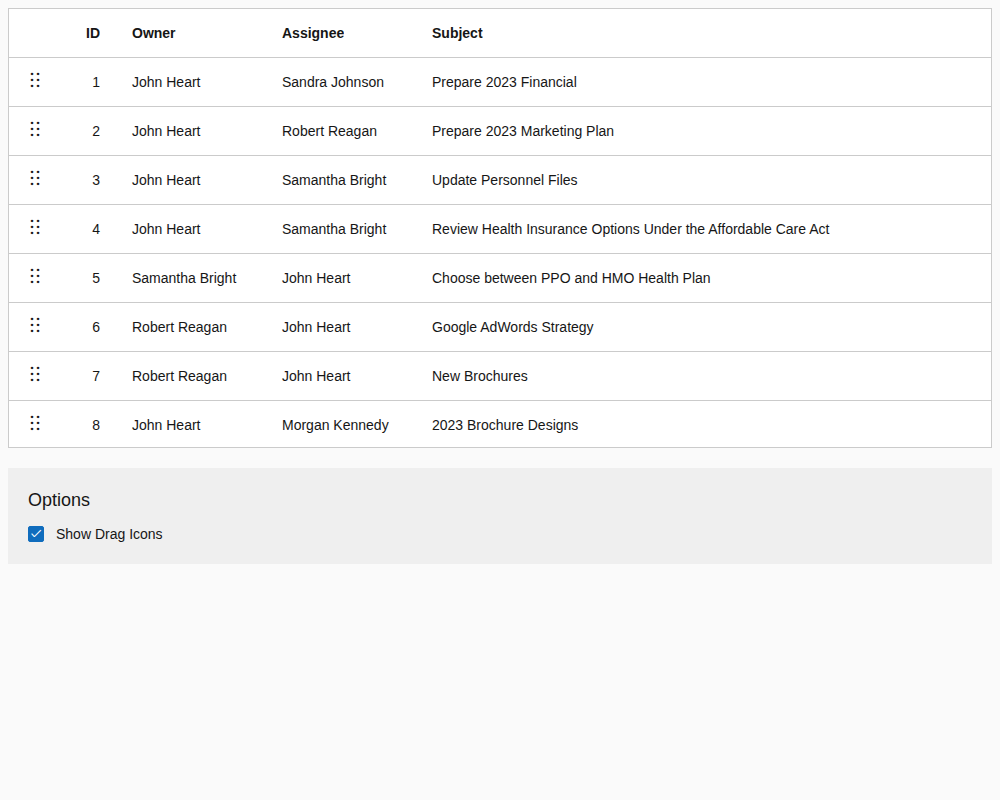 ID Owner Assignee Subject
1 John Heart Sandra Johnson Prepare 2023 Financial
2 John Heart Robert Reagan Prepare 2023 Marketing Plan
3 John Heart Samantha Bright Update Personnel Files
4 John Heart Samantha Bright Review Health Insurance Options Under the Affordable Care Act
5 Samantha Bright John Heart Choose between PPO and HMO Health Plan
6 Robert Reagan John Heart Google AdWords Strategy
7 Robert Reagan John Heart New Brochures
8 John Heart Morgan Kennedy 2023 Brochure Designs
Options
Show Drag Icons